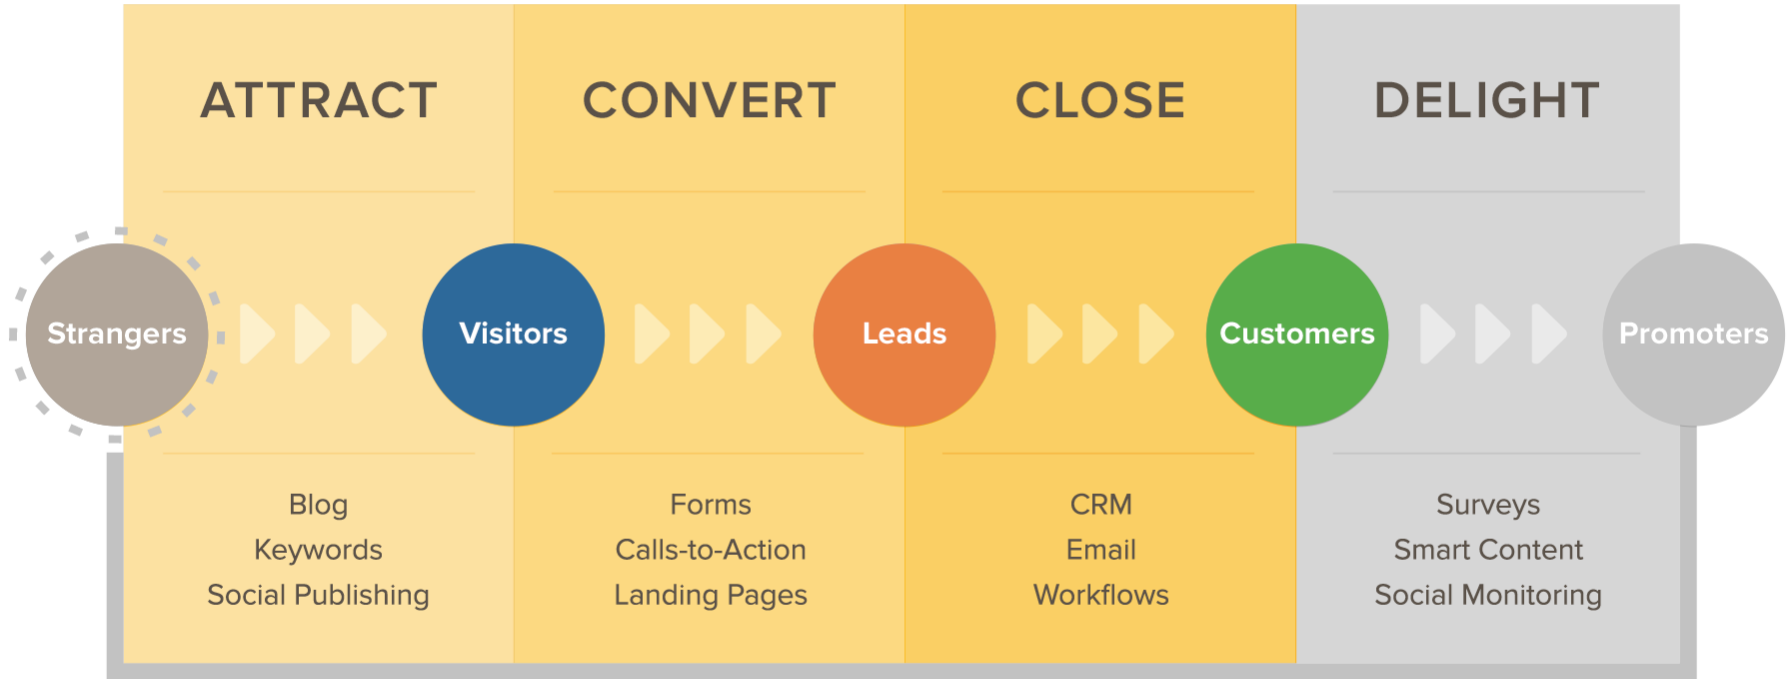 ATTRACT
CONVERT
CLOSE
DELIGHT
Strangers
Visitors
Leads
Customers
Promoters
Blog
Keywords
Social Publishing
Forms
Calls-to-Action
Landing Pages
CRM
Email
Workflows
Surveys
Smart Content
Social Monitoring